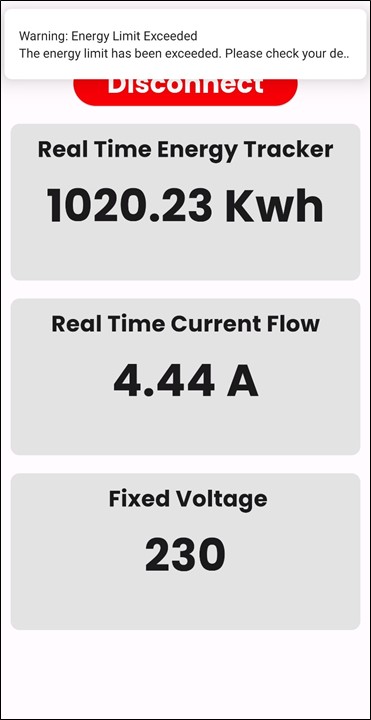 Warning: Energy Limit Exceeded
The energy limit has been exceeded. Please check your de..
Disconnect
Real Time Energy Tracker
1020.23 Kwh
Real Time Current Flow
4.44 A
Fixed Voltage
230